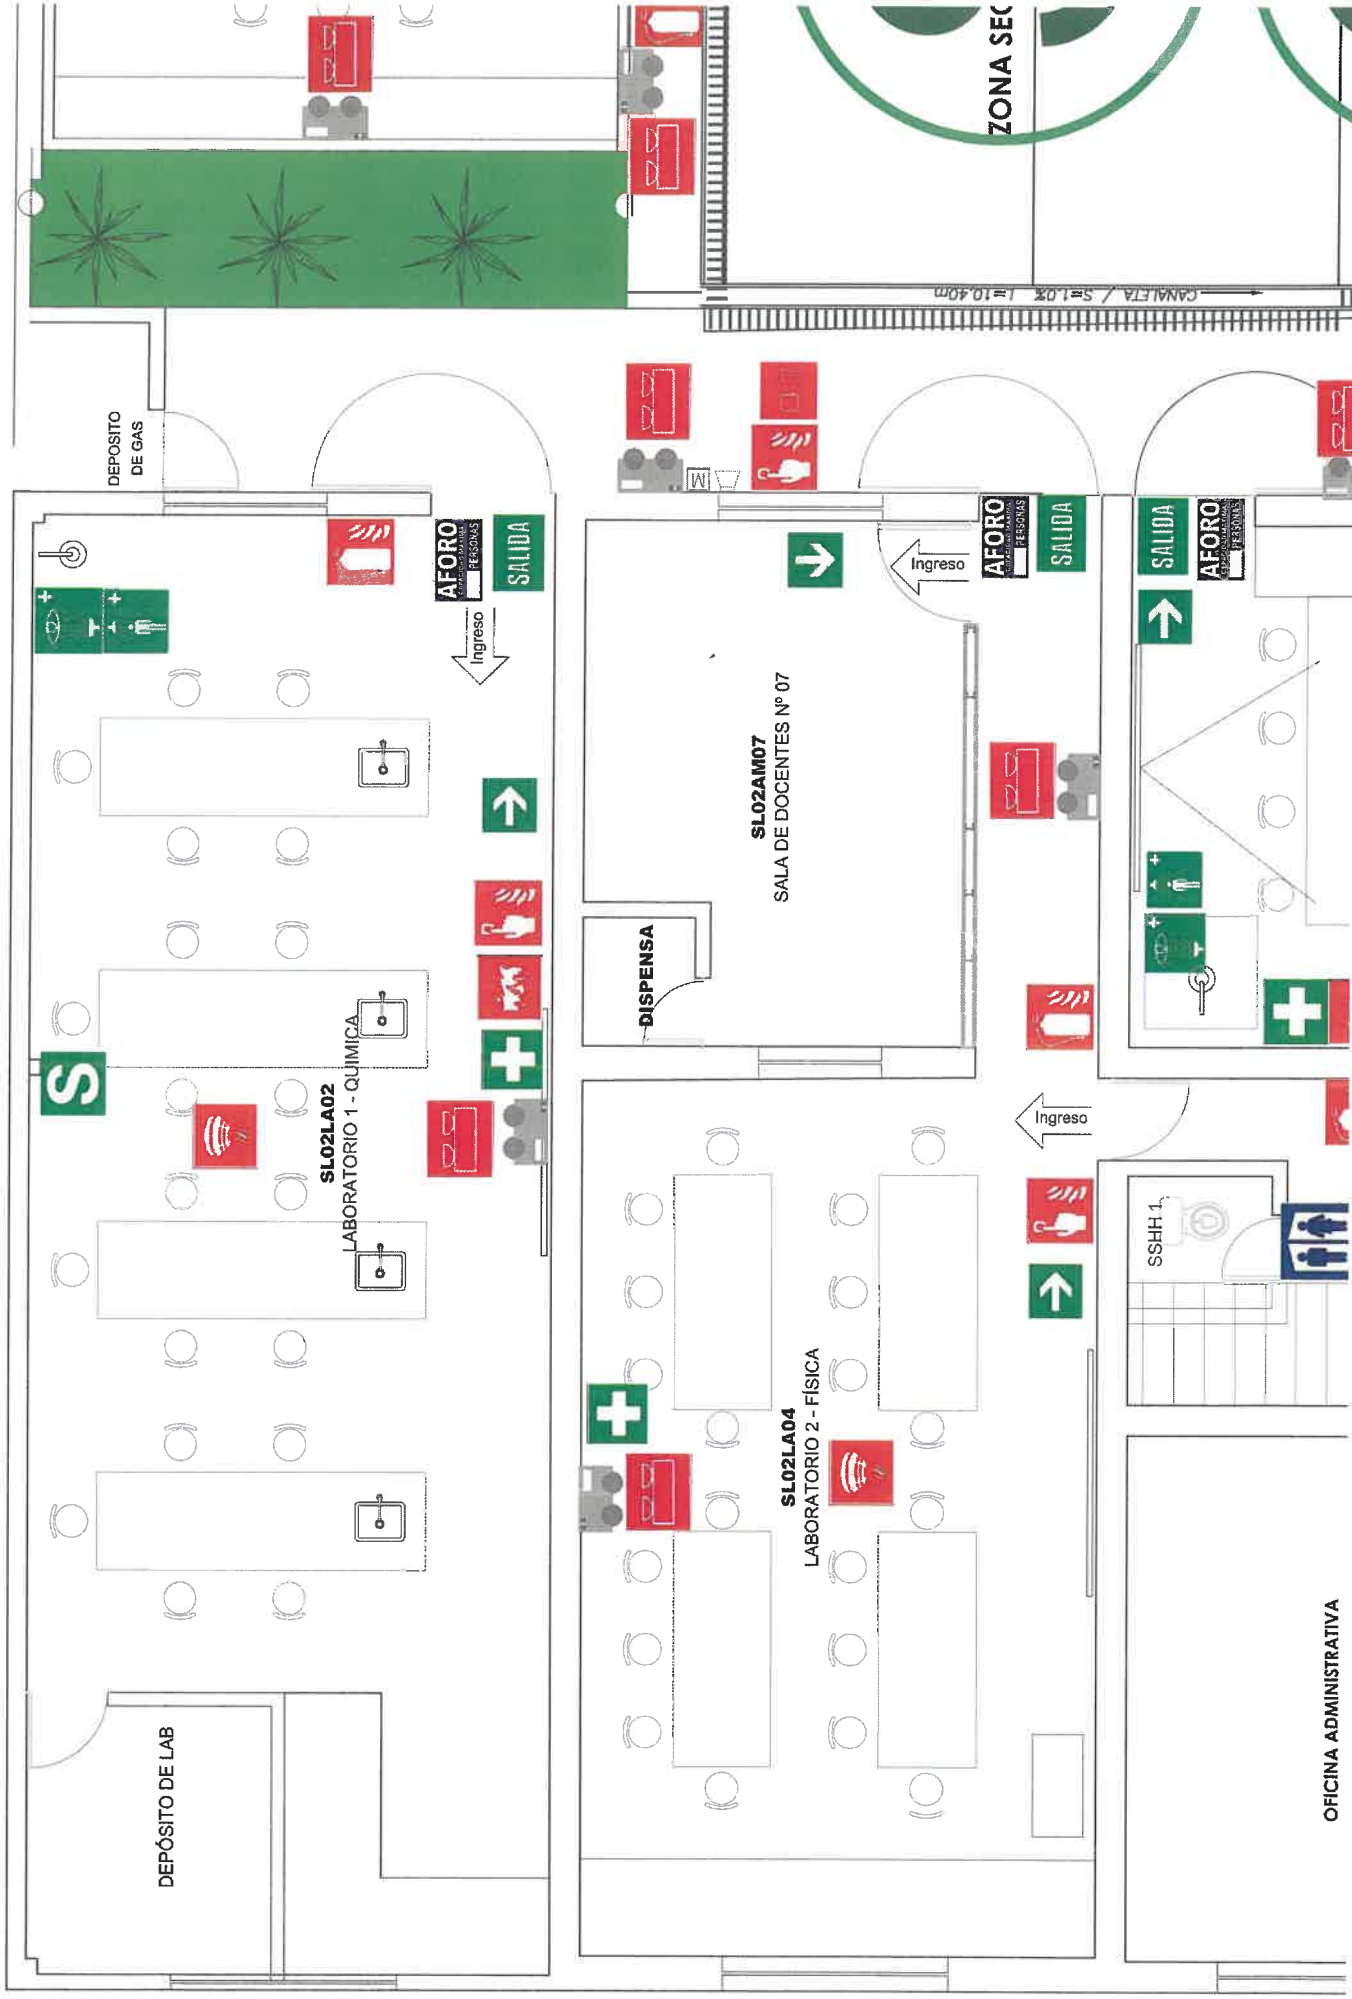 ZONA SEC
CANALETA / S=1.0% L=10.40m
DEPOSITO
DE GAS
M
AFORO
PERSONAS
SALIDA
Ingreso
AFORO
PERSONAS
SALIDA
Ingreso
SALIDA
AFORO
PERSONAS
SL02AM07
SALA DE DOCENTES Nº 07
DISPENSA
S
SL02LA02
LABORATORIO 1 - QUIMICA
Ingreso
SSHH 1
SL02LA04
LABORATORIO 2 - FÍSICA
DEPÓSITO DE LAB
OFICINA ADMINISTRATIVA